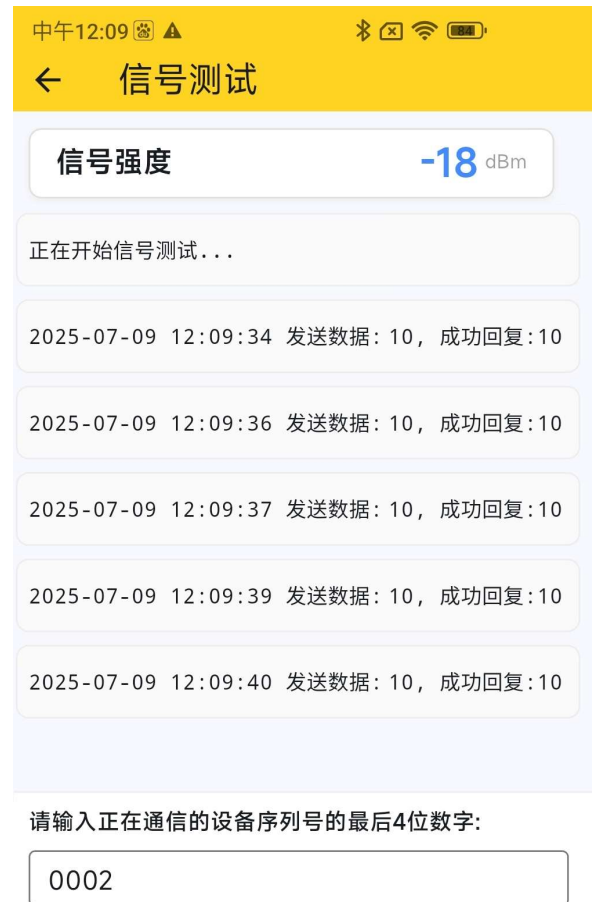 中午12:09
84
信号测试
信号强度 -18 dBm
正在开始信号测试...
2025-07-09 12:09:34 发送数据: 10, 成功回复:10
2025-07-09 12:09:36 发送数据: 10, 成功回复:10
2025-07-09 12:09:37 发送数据: 10, 成功回复:10
2025-07-09 12:09:39 发送数据: 10, 成功回复:10
2025-07-09 12:09:40 发送数据: 10, 成功回复:10
请输入正在通信的设备序列号的最后4位数字:
0002